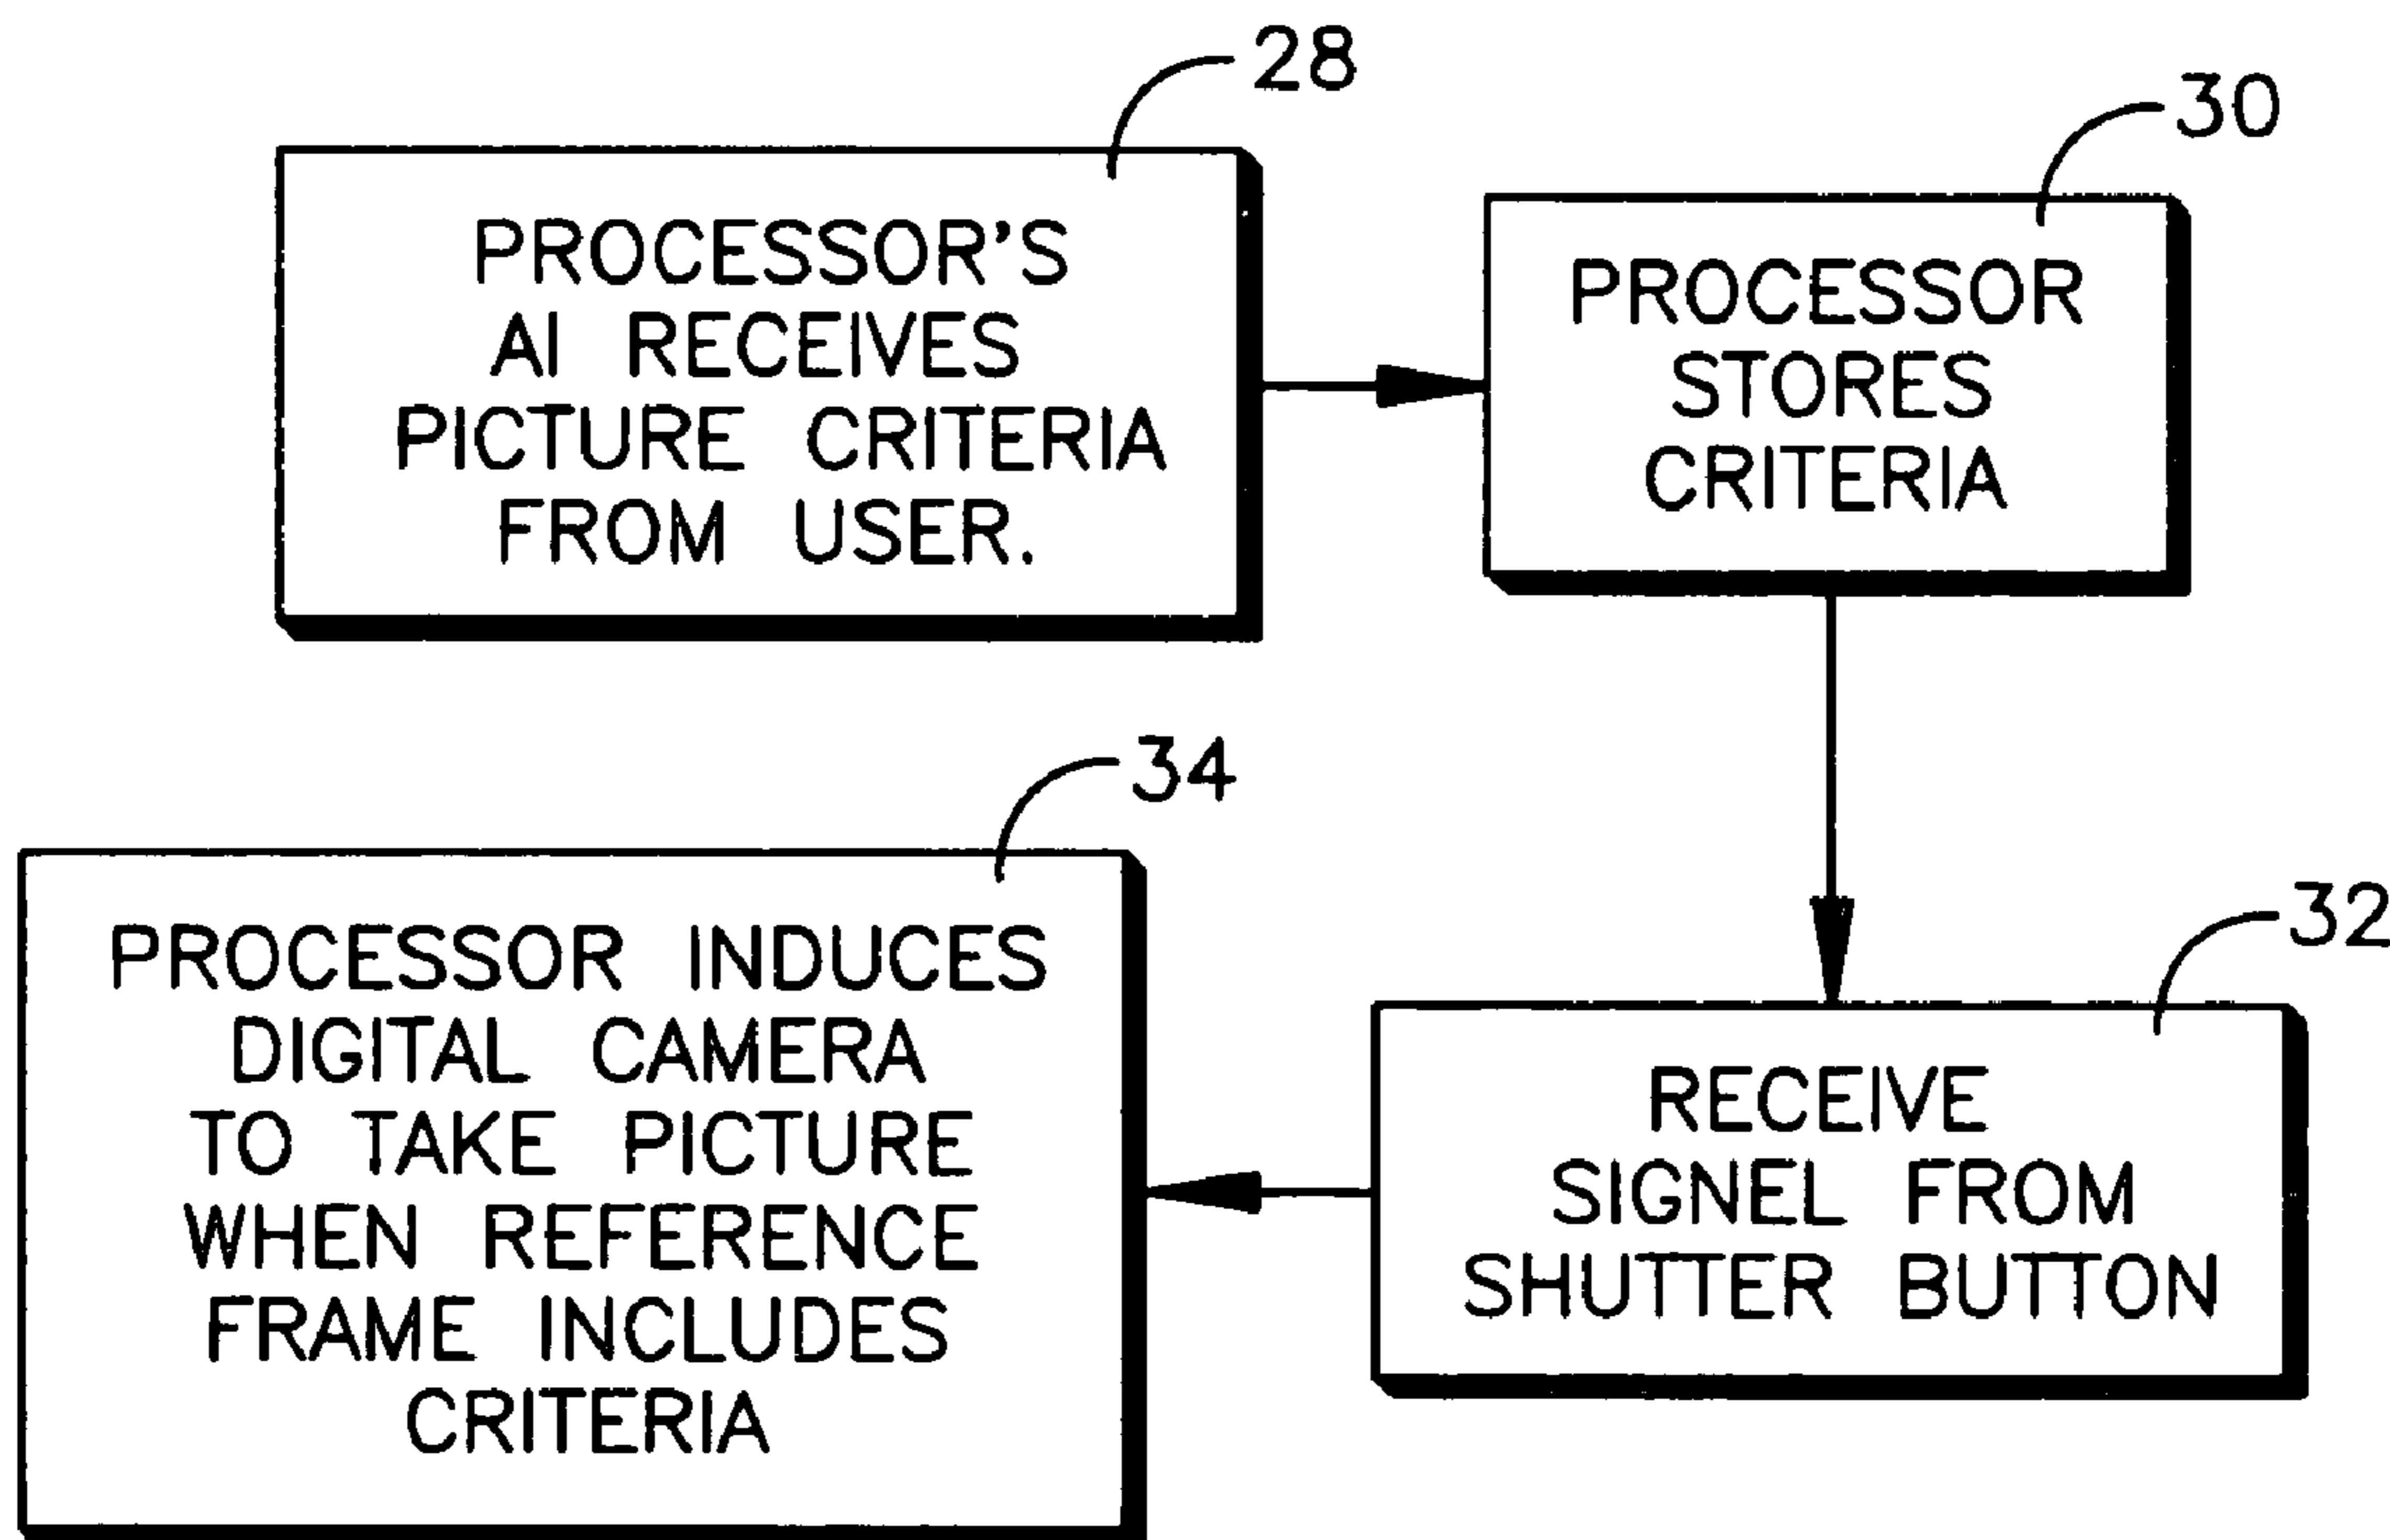 28
PROCESSOR'S
AI RECEIVES
PICTURE CRITERIA
FROM USER.
30
PROCESSOR
STORES
CRITERIA
32
RECEIVE
SIGNEL FROM
SHUTTER BUTTON
34
PROCESSOR INDUCES
DIGITAL CAMERA
TO TAKE PICTURE
WHEN REFERENCE
FRAME INCLUDES
CRITERIA